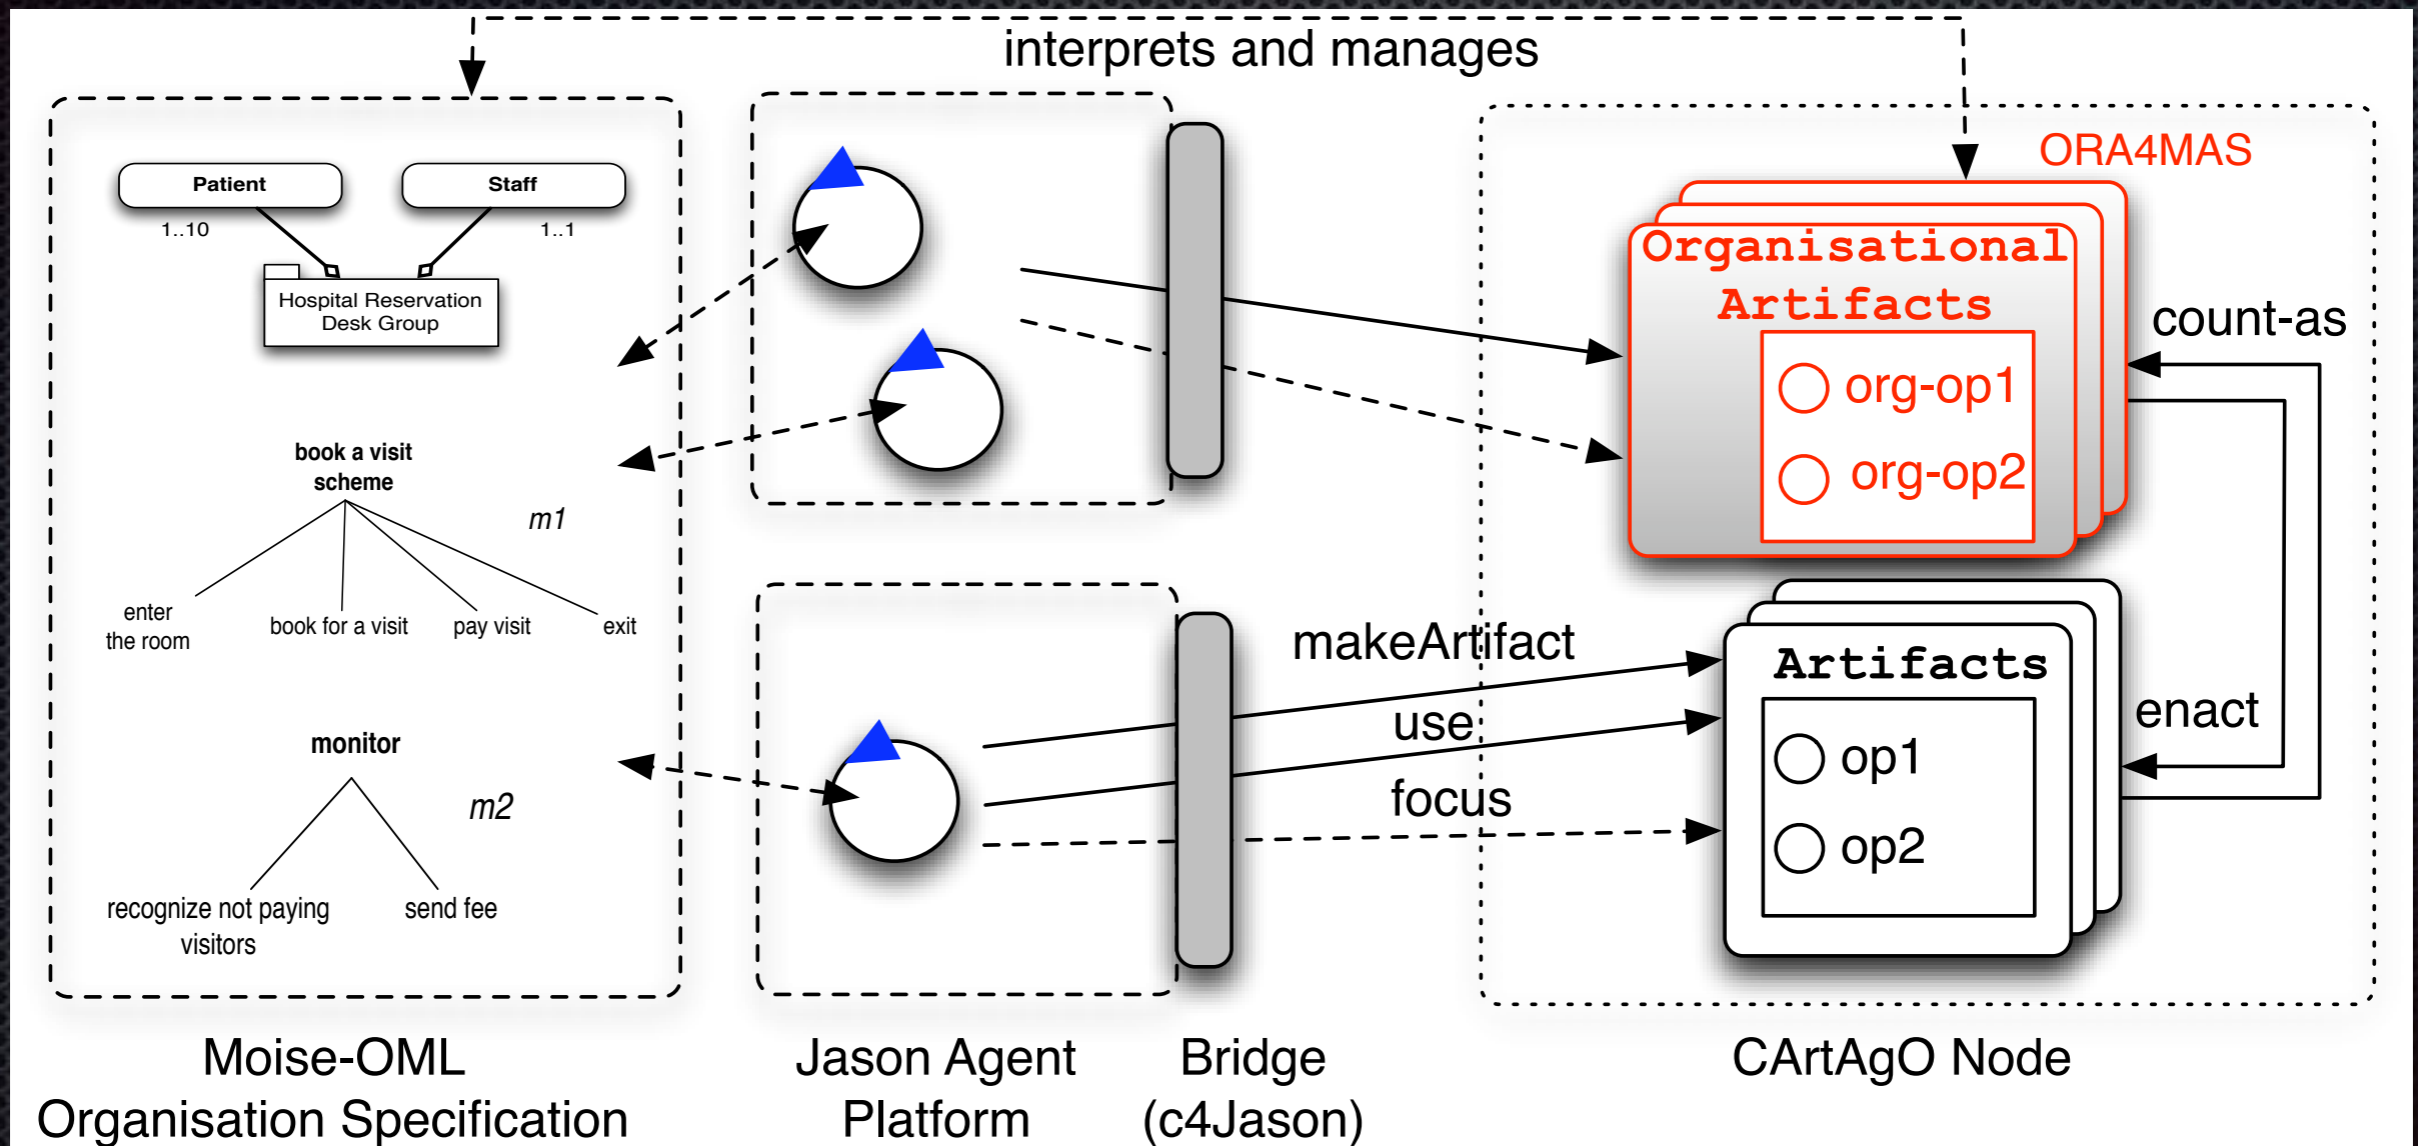 interprets and manages
Patient
Staff
1..10
1..1
Hospital Reservation
Desk Group
book a visit
scheme
m1
enter
the room
book for a visit
pay visit
exit
monitor
m2
recognize not paying
visitors
send fee
ORA4MAS
Organisational
Artifacts
org-op1
org-op2
count-as
makeArtifact
use
focus
Artifacts
op1
op2
enact
Moise-OML
Organisation Specification
Jason Agent
Platform
Bridge
(c4Jason)
CArtAgO Node